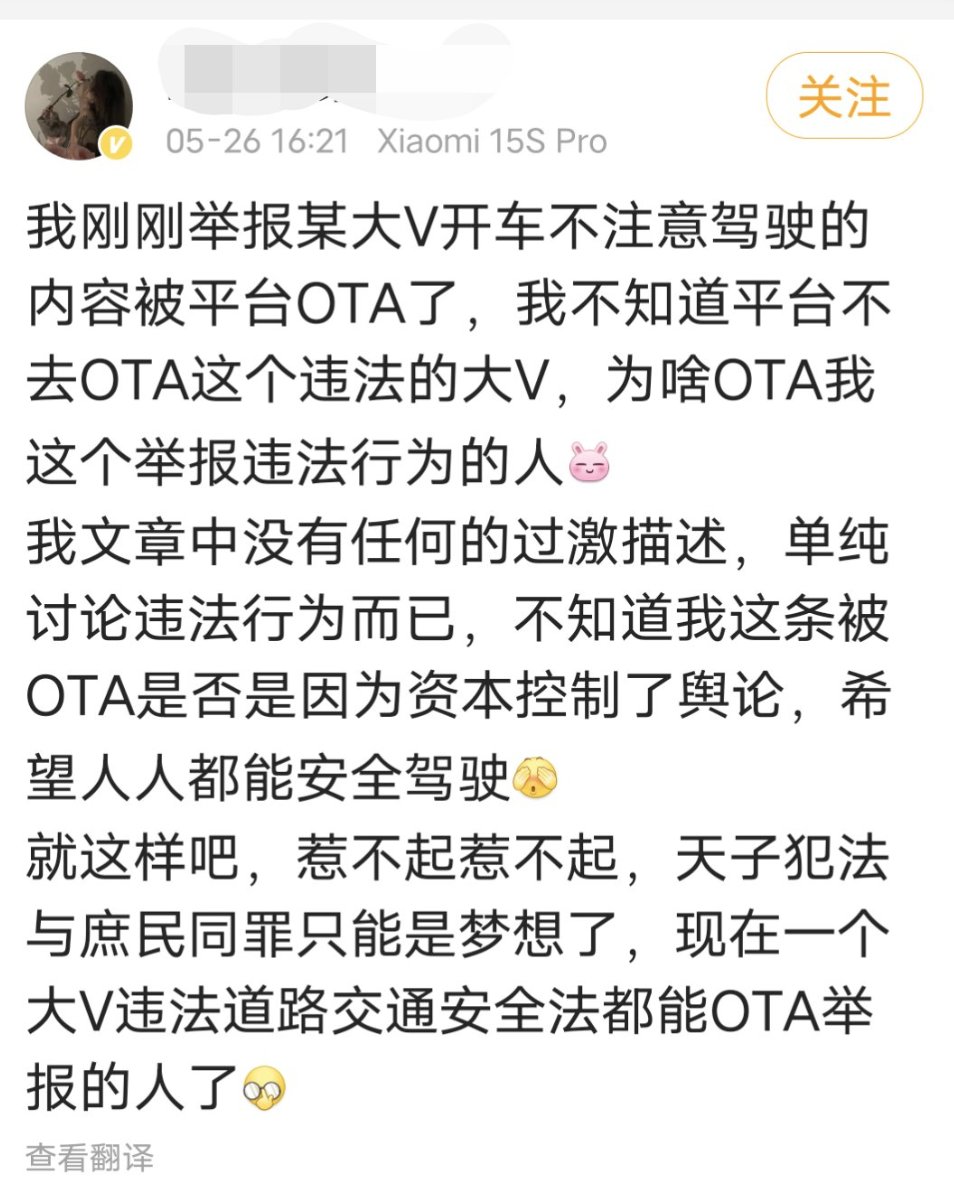 关注
05-26 16:21 Xiaomi 15S Pro
我刚刚举报某大V开车不注意驾驶的
内容被平台OTA了，我不知道平台不
去OTA这个违法的大V，为啥OTA我
这个举报违法行为的人
我文章中没有任何的过激描述，单纯
讨论违法行为而已，不知道我这条被
OTA是否是因为资本控制了舆论，希
望人人都能安全驾驶
就这样吧，惹不起惹不起，天子犯法
与庶民同罪只能是梦想了，现在一个
大V违法道路交通安全法都能OTA举
报的人了
查看翻译